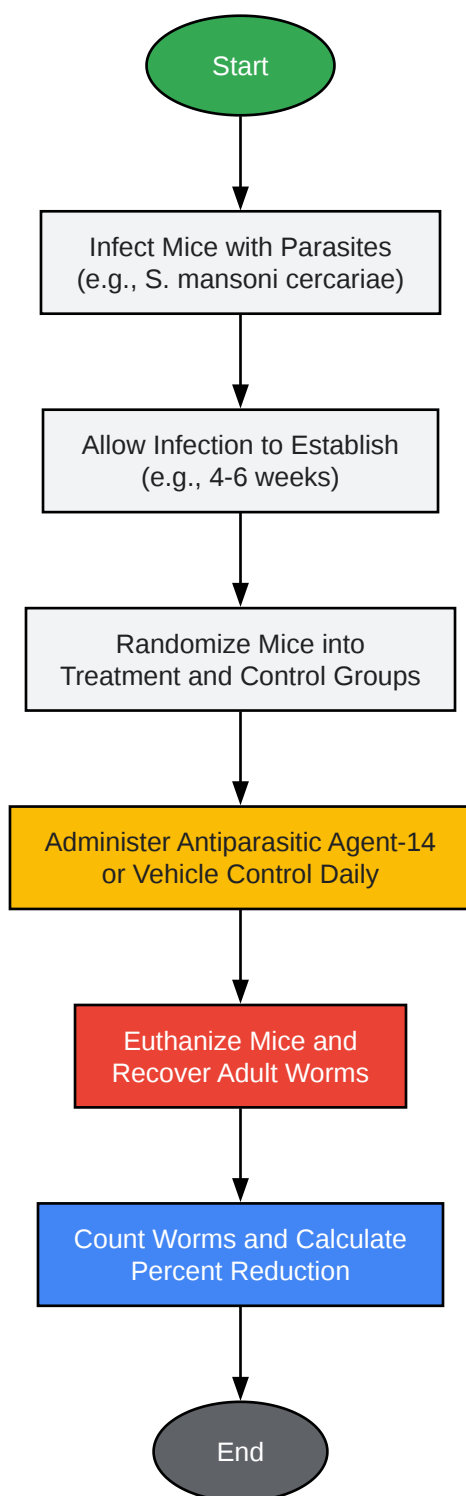 Start
Infect Mice with Parasites
(e.g., S. mansoni cercariae)
Allow Infection to Establish
(e.g., 4-6 weeks)
Randomize Mice into
Treatment and Control Groups
Administer Antiparasitic Agent-14
or Vehicle Control Daily
Euthanize Mice and
Recover Adult Worms
Count Worms and Calculate
Percent Reduction
End